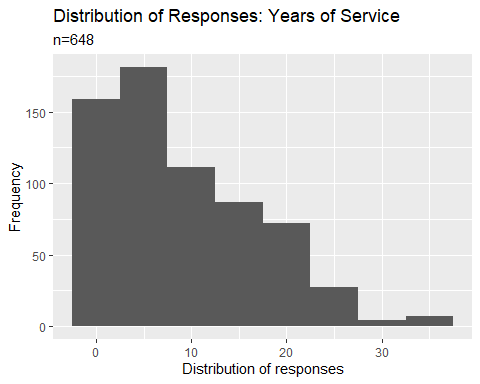 Distribution of Responses: Years of Service
n=648
Frequency
150
100
50
0
0 10 20 30
Distribution of responses